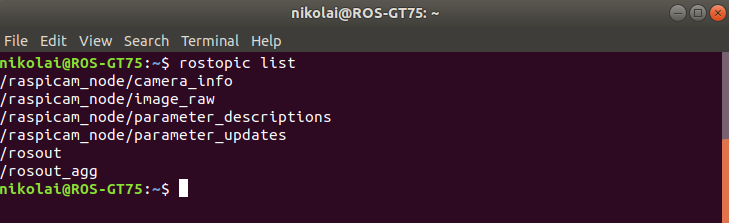 nikolai@ROS-GT75: ~
File Edit View Search Terminal Help
nikolai@ROS-GT75:~$ rostopic list
/raspicam_node/camera_info
/raspicam_node/image_raw
/raspicam_node/parameter_descriptions
/raspicam_node/parameter_updates
/rosout
/rosout_agg
nikolai@ROS-GT75:~$